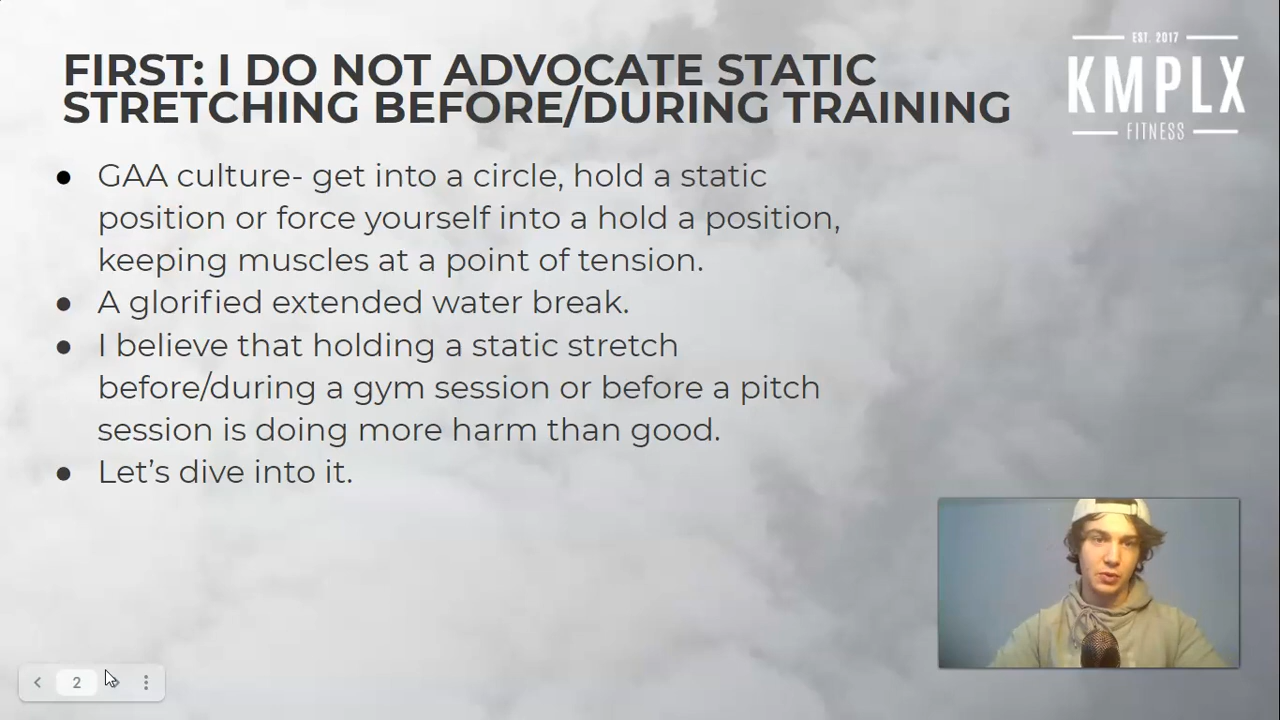 FIRST: I DO NOT ADVOCATE STATIC
STRETCHING BEFORE/DURING TRAINING
EST. 2017
KMPLX
FITNESS
● GAA culture- get into a circle, hold a static
position or force yourself into a hold a position,
keeping muscles at a point of tension.
● A glorified extended water break.
● I believe that holding a static stretch
before/during a gym session or before a pitch
session is doing more harm than good.
● Let’s dive into it.
2